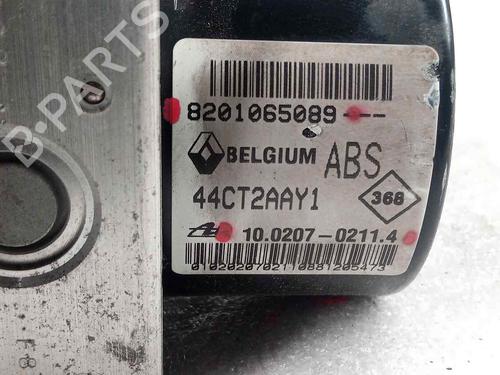 B-PARTS
8201065089---
BELGIUM ABS
44CT2AAY1
368
10.0207-0211.4
0102020702110881205473